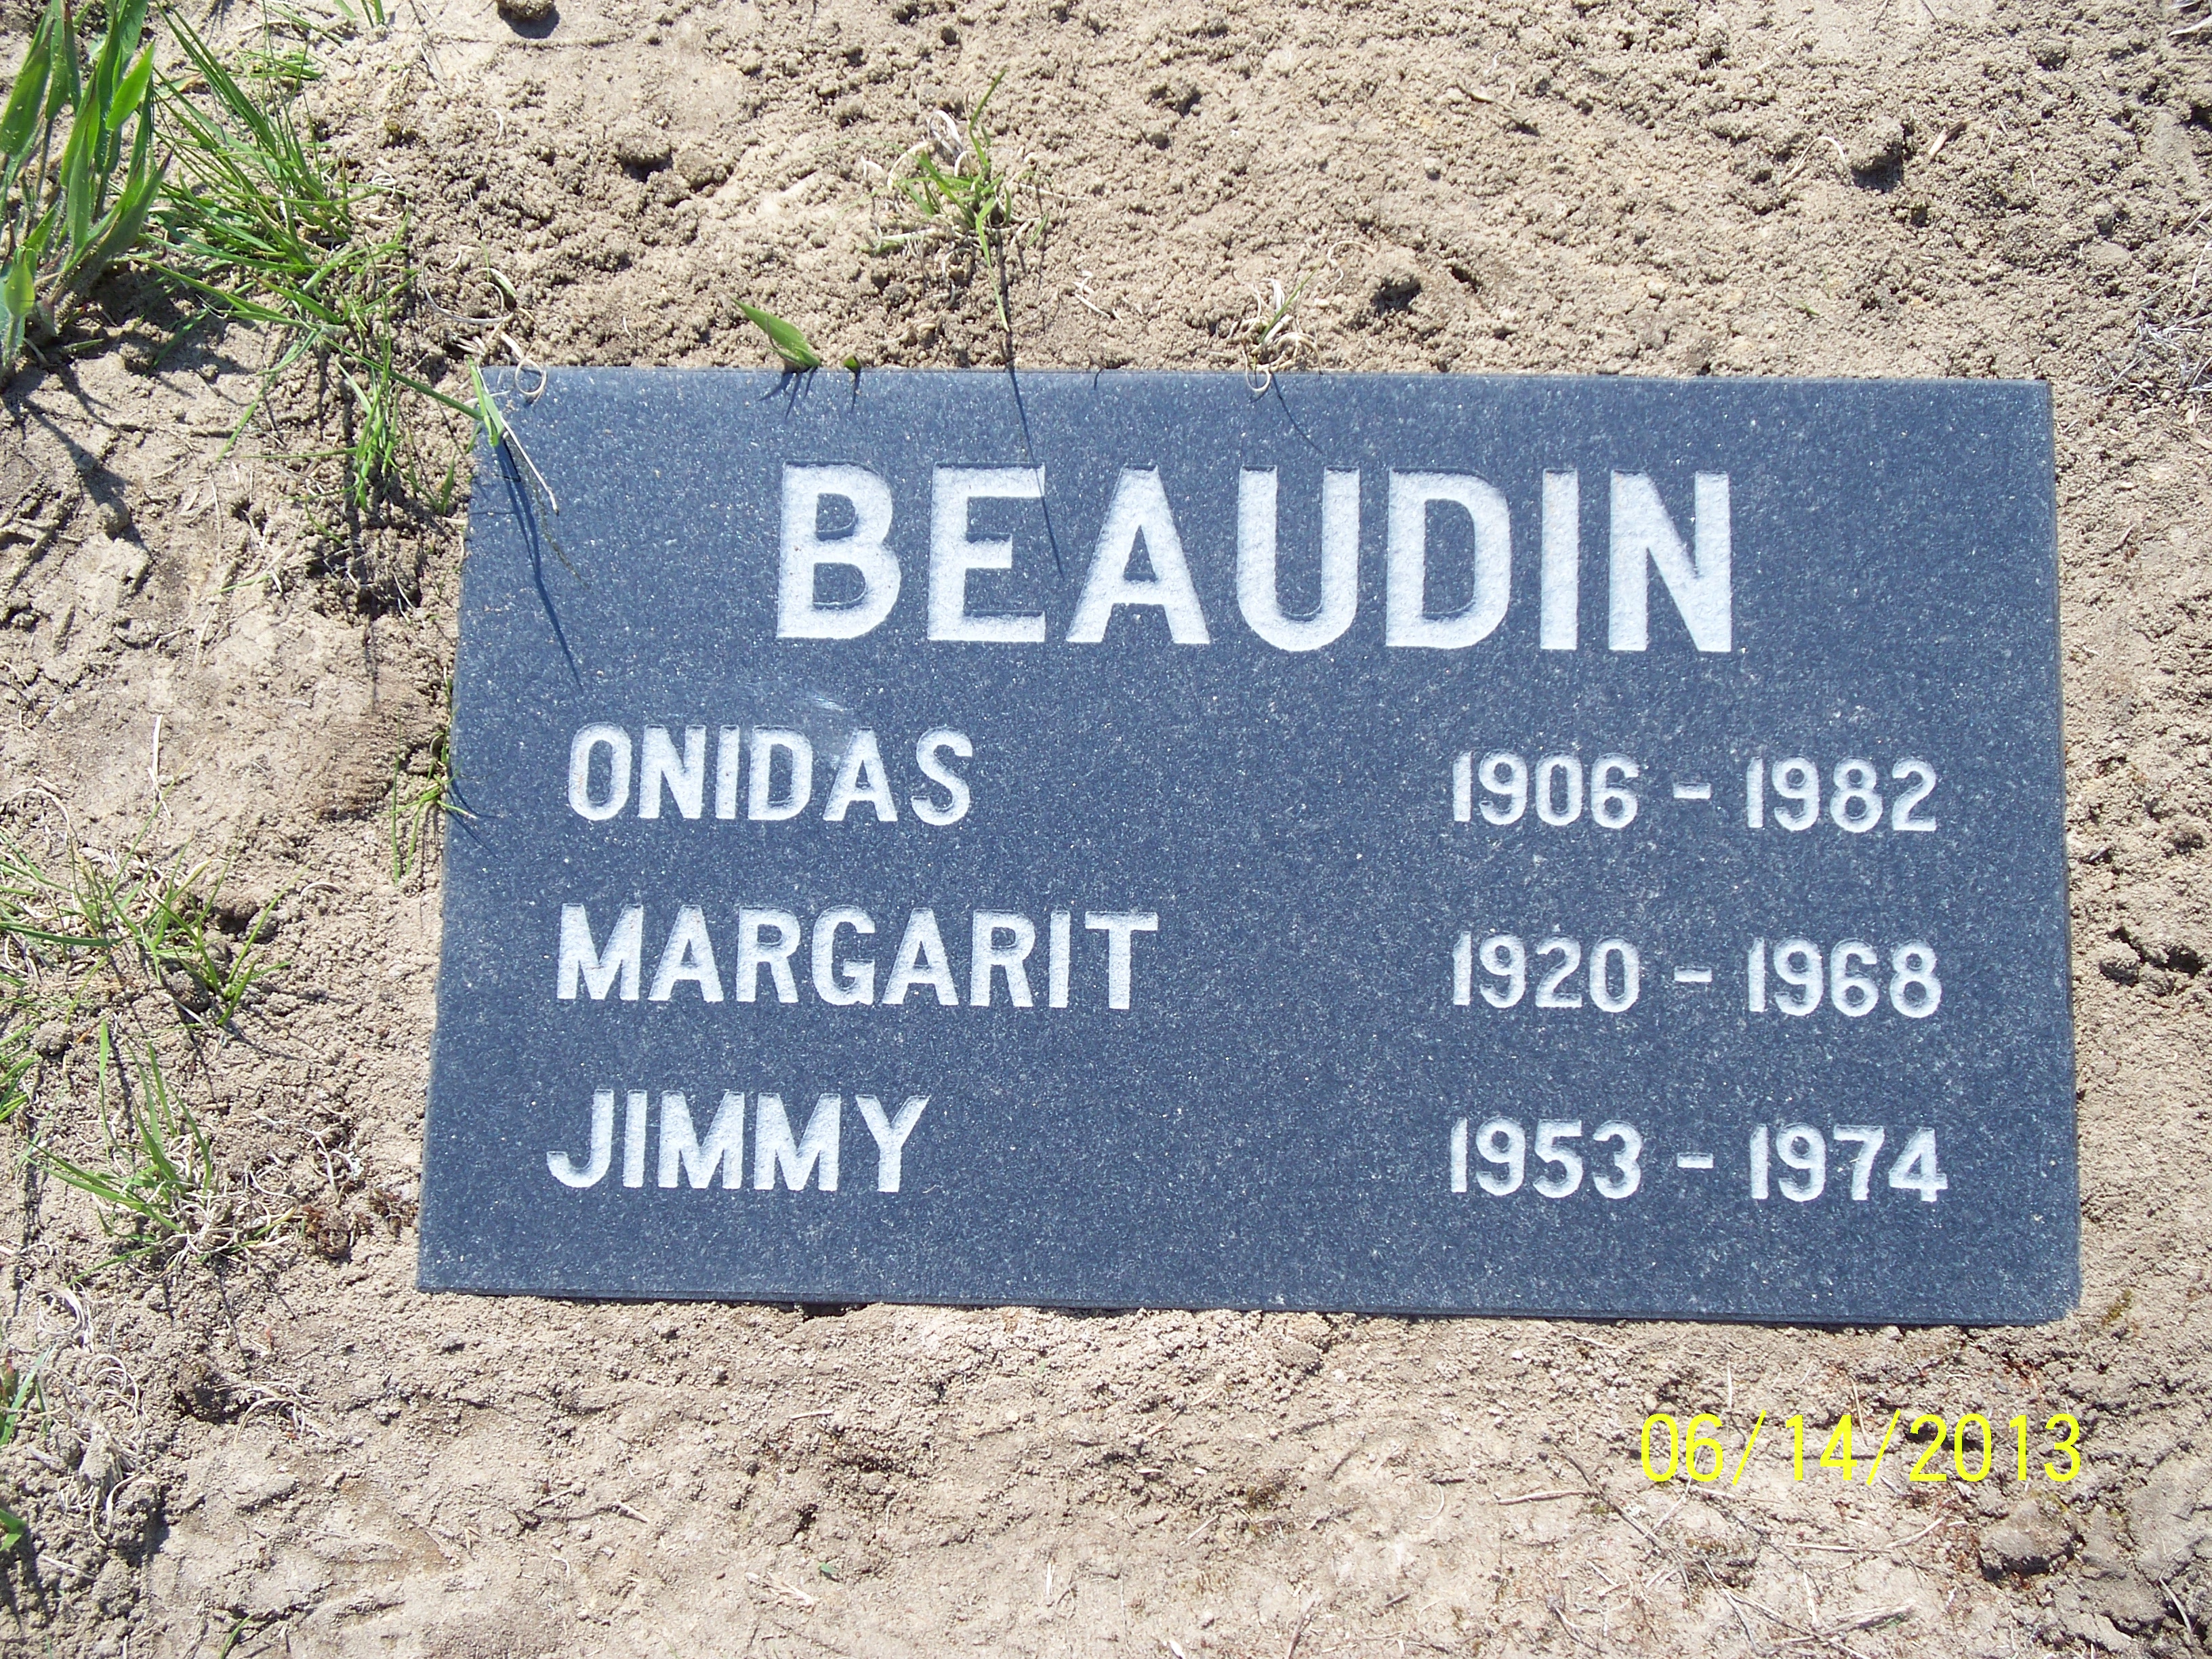 BEAUDIN
ONIDAS 1906 - 1982
MARGARIT 1920 - 1968
JIMMY 1953 - 1974
06/14/2013